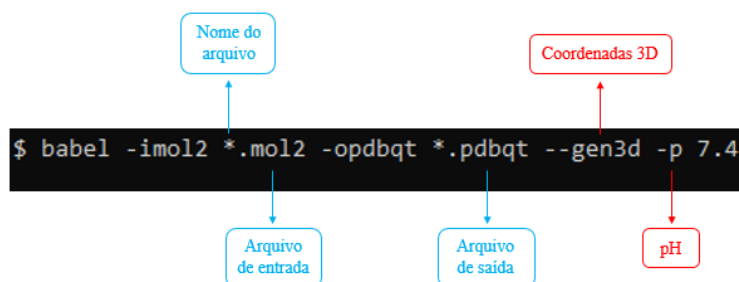 Nome do
arquivo
Coordenadas 3D
$ babel -imol2 *.mol2 -opdbqt *.pdbqt --gen3d -p 7.4
Arquivo
de entrada
Arquivo
de saída
pH